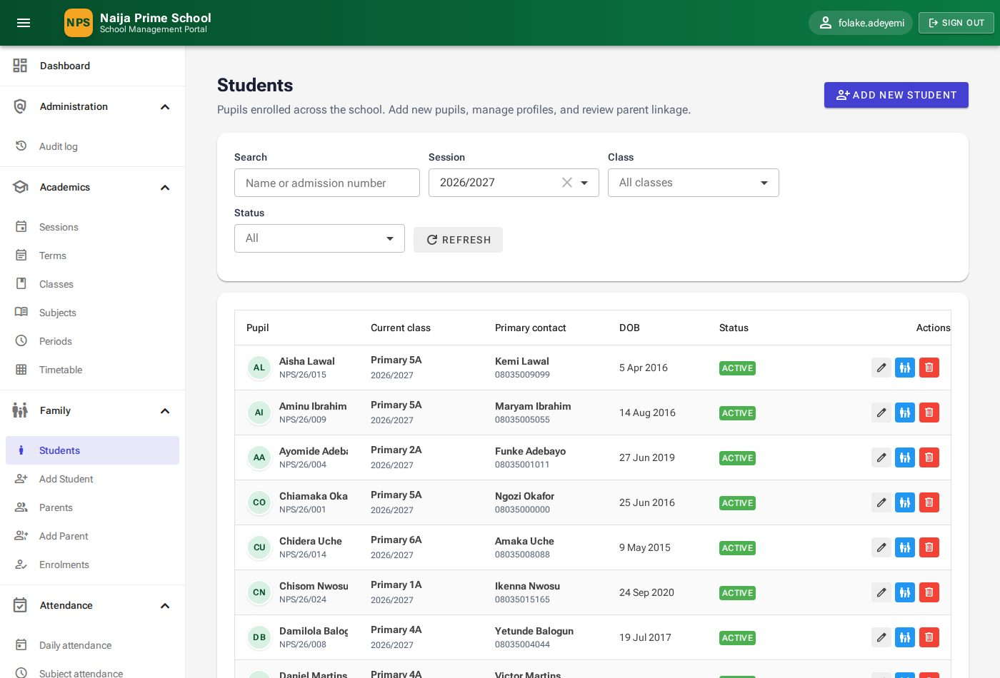 NPS
Naija Prime School
School Management Portal
folake.adeyemi
SIGN OUT
Dashboard
Administration
Audit log
Academics
Sessions
Terms
Classes
Subjects
Periods
Timetable
Family
Students
Add Student
Parents
Add Parent
Enrolments
Attendance
Daily attendance
Subject attendance
Students
Pupils enrolled across the school. Add new pupils, manage profiles, and review parent linkage.
ADD NEW STUDENT
Search
Name or admission number
Session
2026/2027
Class
All classes
Status
All
REFRESH
Pupil Current class Primary contact DOB Status Actions
AL Aisha Lawal Primary 5A Kemi Lawal 5 Apr 2016 ACTIVE
NPS/26/015 2026/2027 08035009099
AI Aminu Ibrahim Primary 5A Maryam Ibrahim 14 Aug 2016 ACTIVE
NPS/26/009 2026/2027 08035005055
AA Ayomide Adeba Primary 2A Funke Adebayo 27 Jun 2019 ACTIVE
NPS/26/004 2026/2027 08035001011
CO Chiamaka Oka Primary 5A Ngozi Okafor 25 Jun 2016 ACTIVE
NPS/26/001 2026/2027 08035000000
CU Chidera Uche Primary 6A Amaka Uche 9 May 2015 ACTIVE
NPS/26/014 2026/2027 08035008088
CN Chisom Nwosu Primary 1A Ikenna Nwosu 24 Sep 2020 ACTIVE
NPS/26/024 2026/2027 08035015165
DB Damilola Balog Primary 4A Yetunde Balogun 19 Jul 2017 ACTIVE
NPS/26/008 2026/2027 08035004044
Daniel Martins Primary 4A Victor Martins